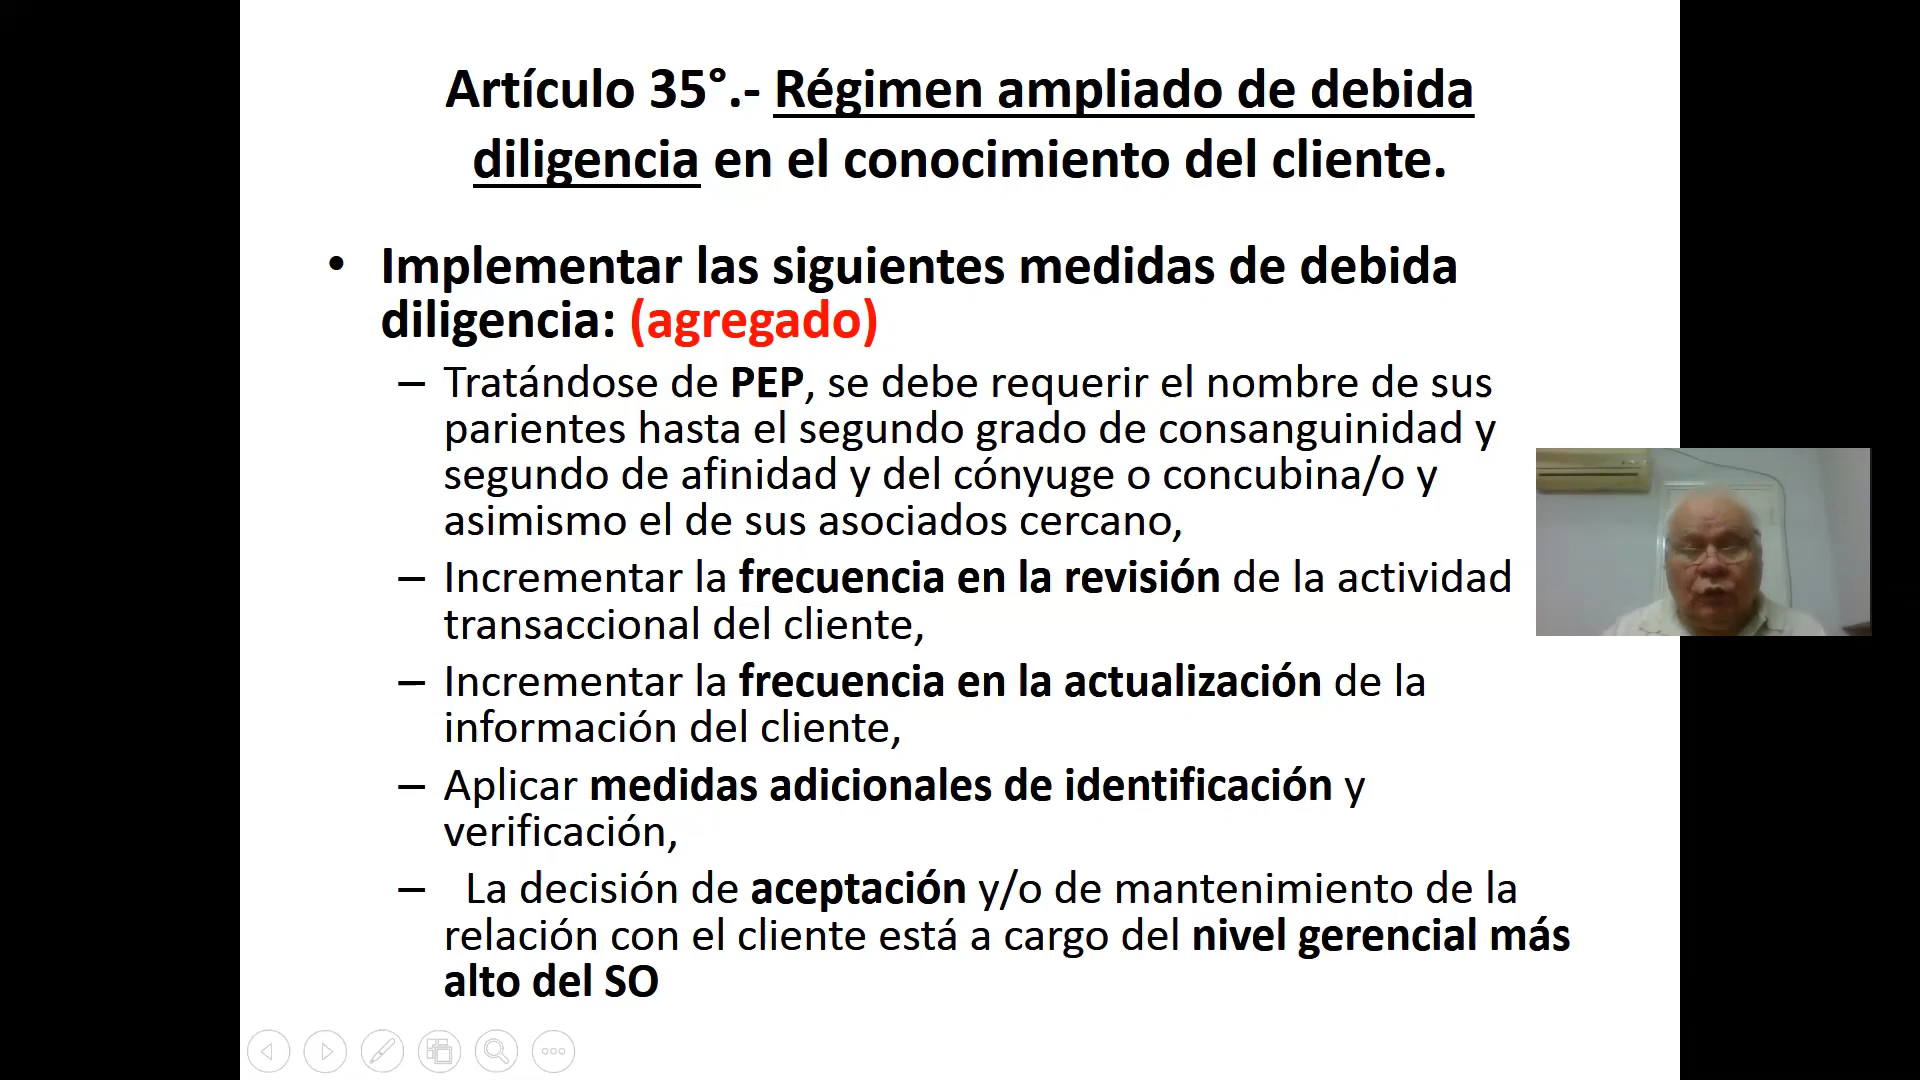 Artículo 35°.- Régimen ampliado de debida
diligencia en el conocimiento del cliente.
• Implementar las siguientes medidas de debida
diligencia: (agregado)
– Tratándose de PEP, se debe requerir el nombre de sus
parientes hasta el segundo grado de consanguinidad y
segundo de afinidad y del cónyuge o concubina/o y
asimismo el de sus asociados cercano,
– Incrementar la frecuencia en la revisión de la actividad
transaccional del cliente,
– Incrementar la frecuencia en la actualización de la
información del cliente,
– Aplicar medidas adicionales de identificación y
verificación,
– La decisión de aceptación y/o de mantenimiento de la
relación con el cliente está a cargo del nivel gerencial más
alto del SO